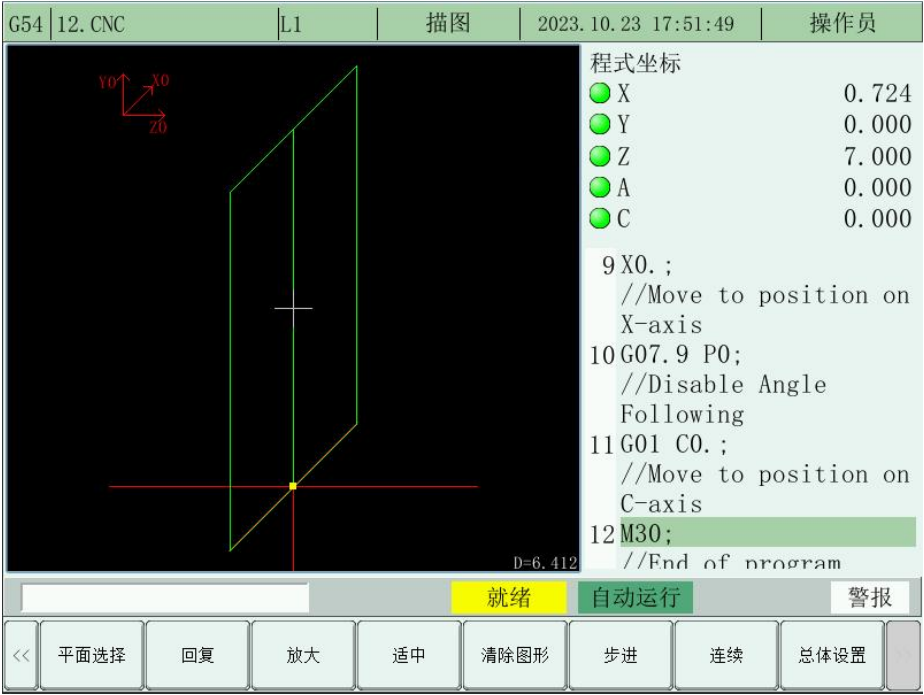 G54 12.CNC L1 描图 2023.10.23 17:51:49 操作员
Y0 X0
Z0
D=6.412
程式坐标
X 0.724
Y 0.000
Z 7.000
A 0.000
C 0.000
9 X0.;
//Move to position on
X-axis
10 G07.9 P0;
//Disable Angle
Following
11 G01 C0.;
//Move to position on
C-axis
12 M30;
//End of program
就绪 自动运行 警报
<< 平面选择 回复 放大 适中 清除图形 步进 连续 总体设置 >>